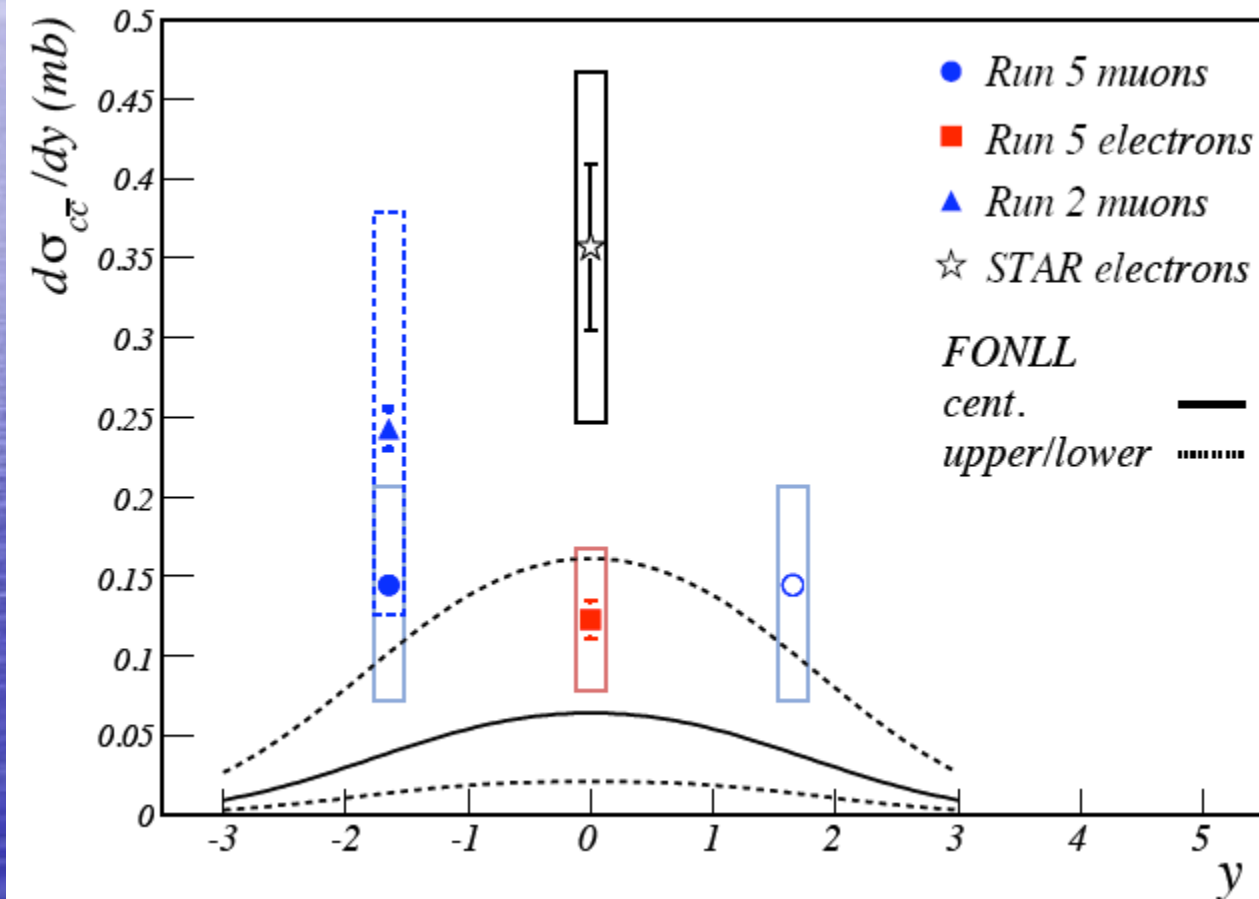 dσ_cc̅/dy (mb)
0.5
0.45
0.4
0.35
0.3
0.25
0.2
0.15
0.1
0.05
0
-3 -2 -1 0 1 2 3 4 5
y
Run 5 muons
Run 5 electrons
Run 2 muons
STAR electrons
FONLL
cent.
upper/lower